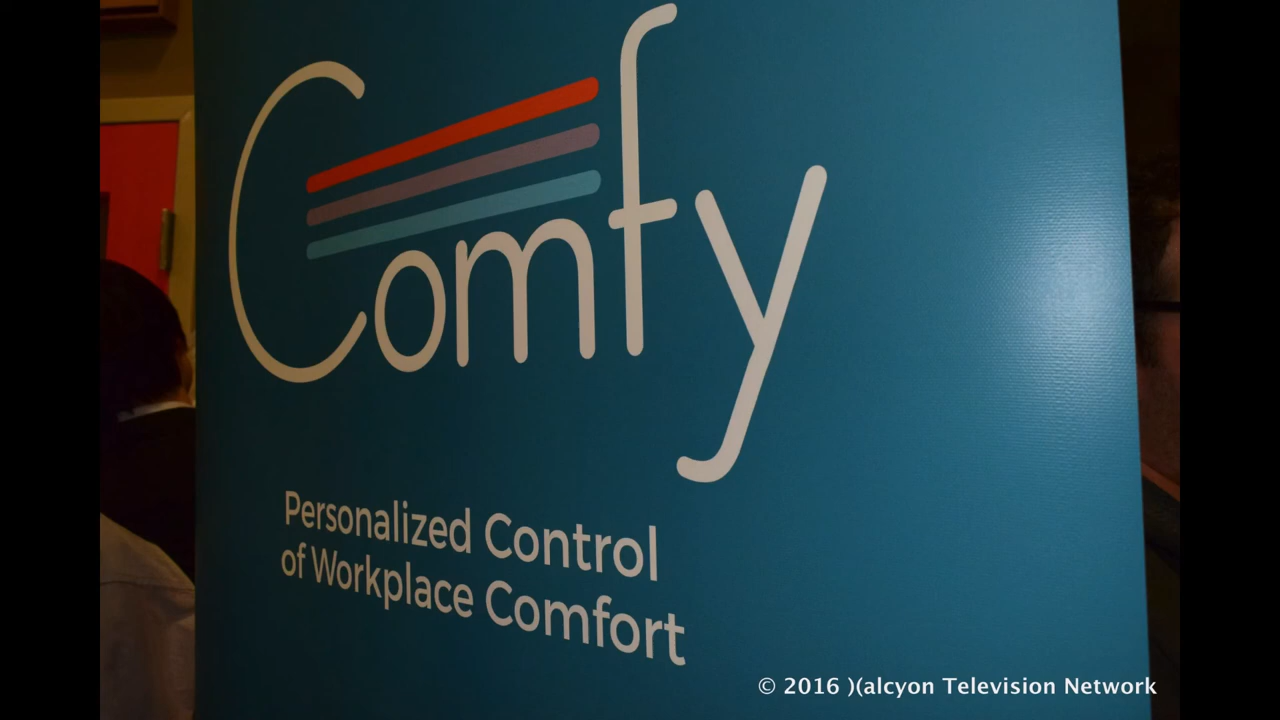 Comfy
Personalized Control
of Workplace Comfort
© 2016 )(alcyon Television Network